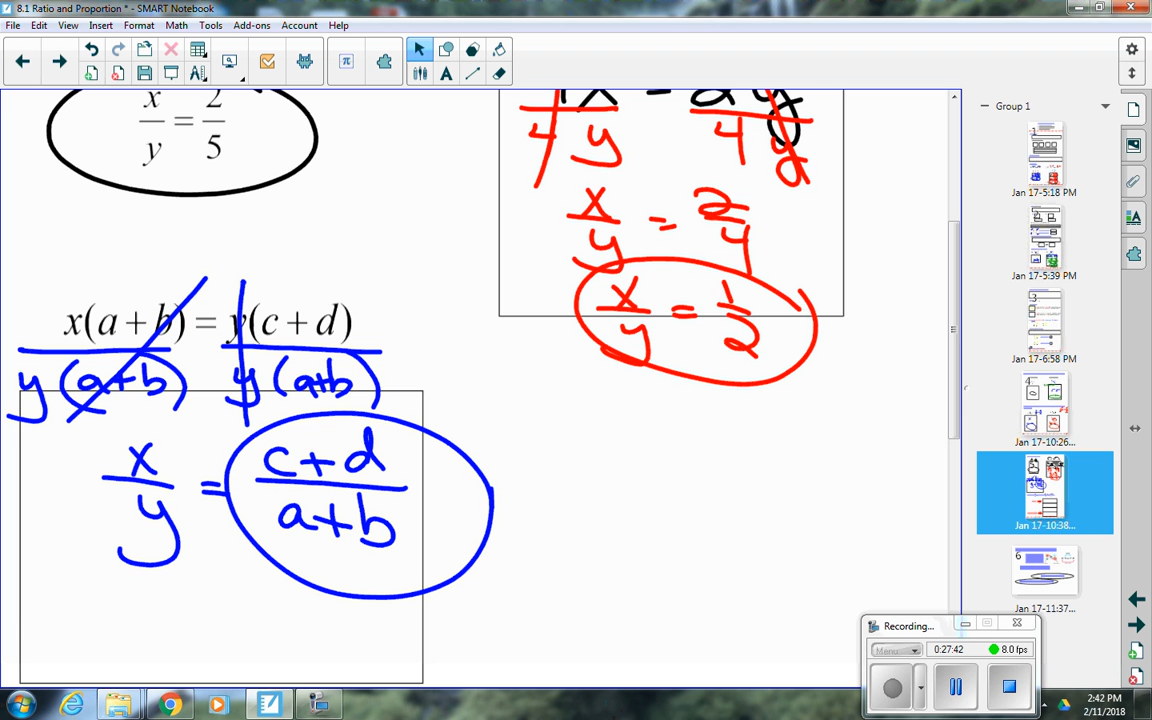 8.1 Ratio and Proportion * - SMART Notebook
File Edit View Insert Format Math Tools Add-ons Account Help
x/y = 2/5
4 y 4 y
x/y = 2/4
x/y = 1/2
x(a + b) = y(c + d)
y (a+b) y (a+b)
x/y = c+d/a+b
Group 1
Jan 17-5:18 PM
Jan 17-5:39 PM
Jan 17-6:58 PM
Jan 17-10:26...
Jan 17-10:38...
Jan 17-11:37...
Recording...
Menu
0:27:42 8.0 fps
2:42 PM
2/11/2018